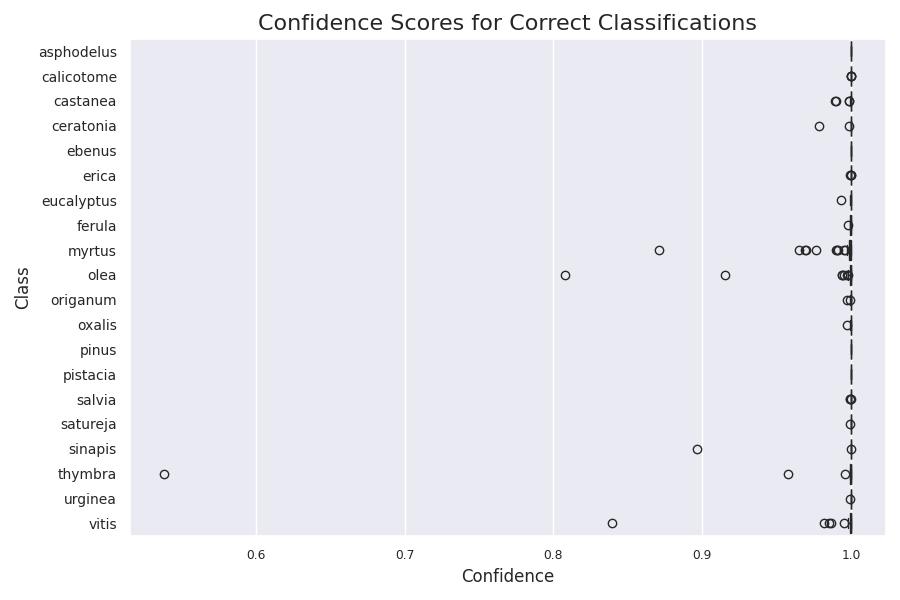 Confidence Scores for Correct Classifications
asphodelus
calicotome
castanea
ceratonia
ebenus
erica
eucalyptus
ferula
myrtus
olea
origanum
oxalis
pinus
pistacia
salvia
satureja
sinapis
thymbra
urginea
vitis
Class
0.6 0.7 0.8 0.9 1.0
Confidence